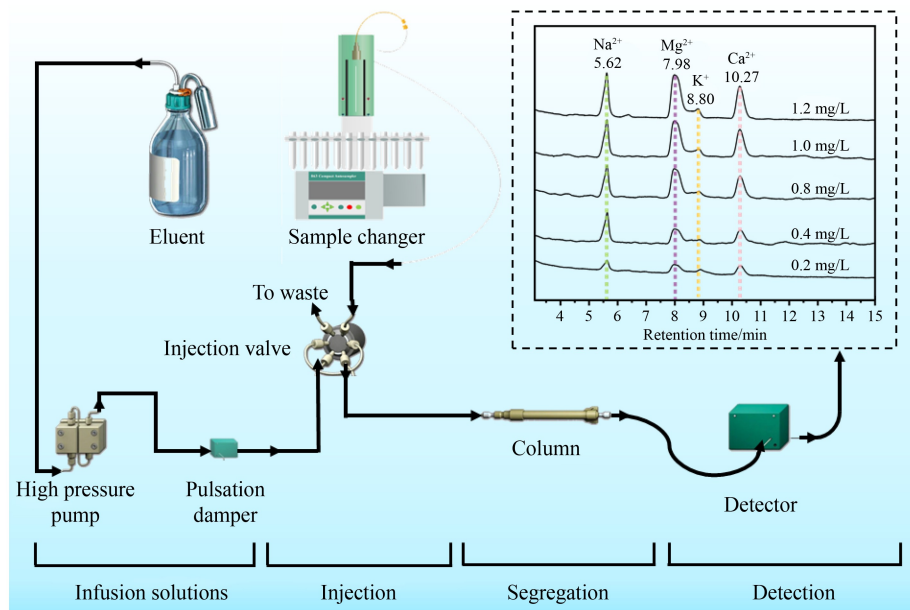 Na²⁺
5.62
Mg²⁺
7.98
K⁺
8.80
Ca²⁺
10.27
1.2 mg/L
1.0 mg/L
0.8 mg/L
0.4 mg/L
0.2 mg/L
3 4 5 6 7 8 9 10 11 12 13 14 15
Retention time/min
Eluent
Sample changer
To waste
Injection valve
High pressure
pump
Pulsation
damper
Column
Detector
Infusion solutions
Injection
Segregation
Detection